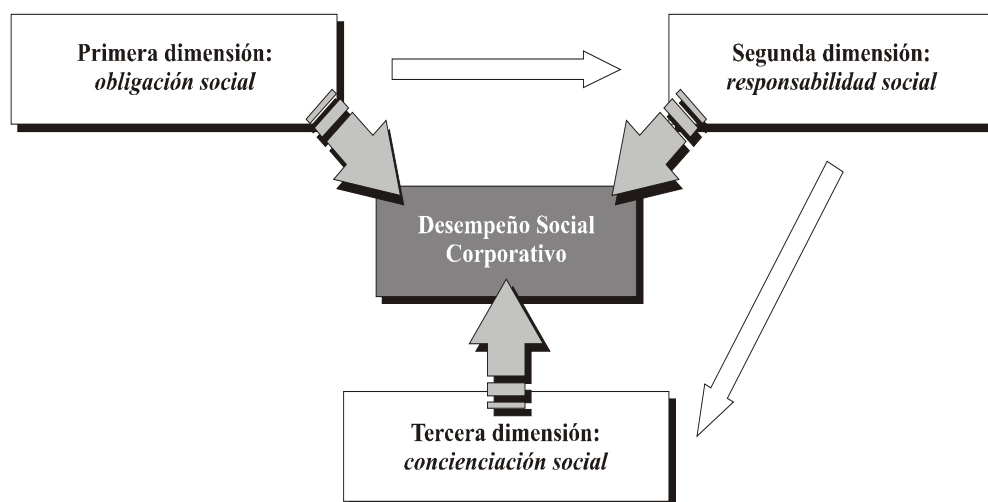 Primera dimensión:
obligación social
Segunda dimensión:
responsabilidad social
Desempeño Social
Corporativo
Tercera dimensión:
concienciación social